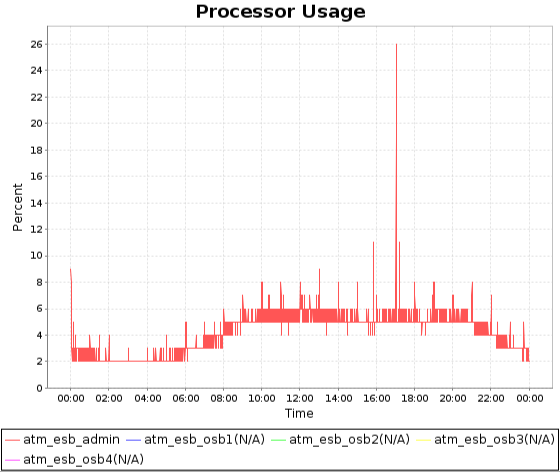 Processor Usage
26
24
22
20
18
16
14
12
10
8
6
4
2
0
Percent
00:00 02:00 04:00 06:00 08:00 10:00 12:00 14:00 16:00 18:00 20:00 22:00 00:00
Time
atm_esb_admin atm_esb_osb1(N/A) atm_esb_osb2(N/A) atm_esb_osb3(N/A)
atm_esb_osb4(N/A)